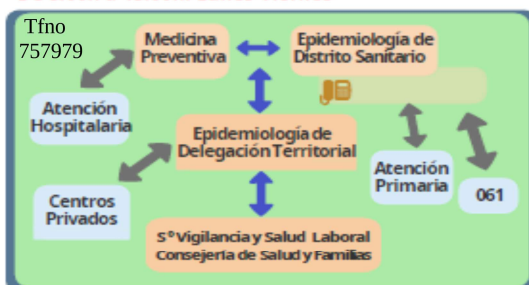 Tfno
757979
Medicina
Preventiva
Epidemiología de
Distrito Sanitario
Atención
Hospitalaria
Epidemiología de
Delegación Territorial
Atención
Primaria
061
Centros
Privados
Sº Vigilancia y Salud Laboral
Consejería de Salud y Familias